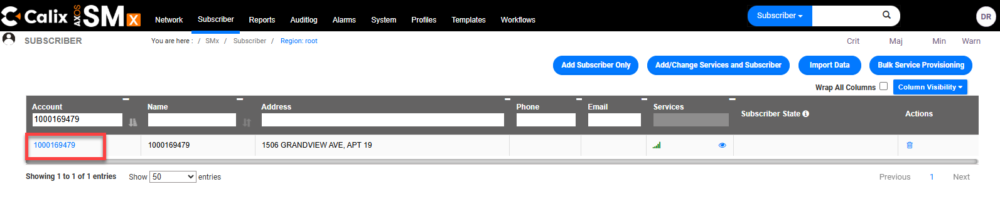 Calix AXOS SMx
Network Subscriber Reports Auditlog Alarms System Profiles Templates Workflows
Subscriber
DR
SUBSCRIBER
You are here : / SMx / Subscriber / Region: root
Crit Maj Min Warn
Add Subscriber Only Add/Change Services and Subscriber Import Data Bulk Service Provisioning
Wrap All Columns Column Visibility
Account Name Address Phone Email Services Subscriber State Actions
1000169479
1000169479 1000169479 1506 GRANDVIEW AVE, APT 19
Showing 1 to 1 of 1 entries Show 50 entries
Previous 1 Next